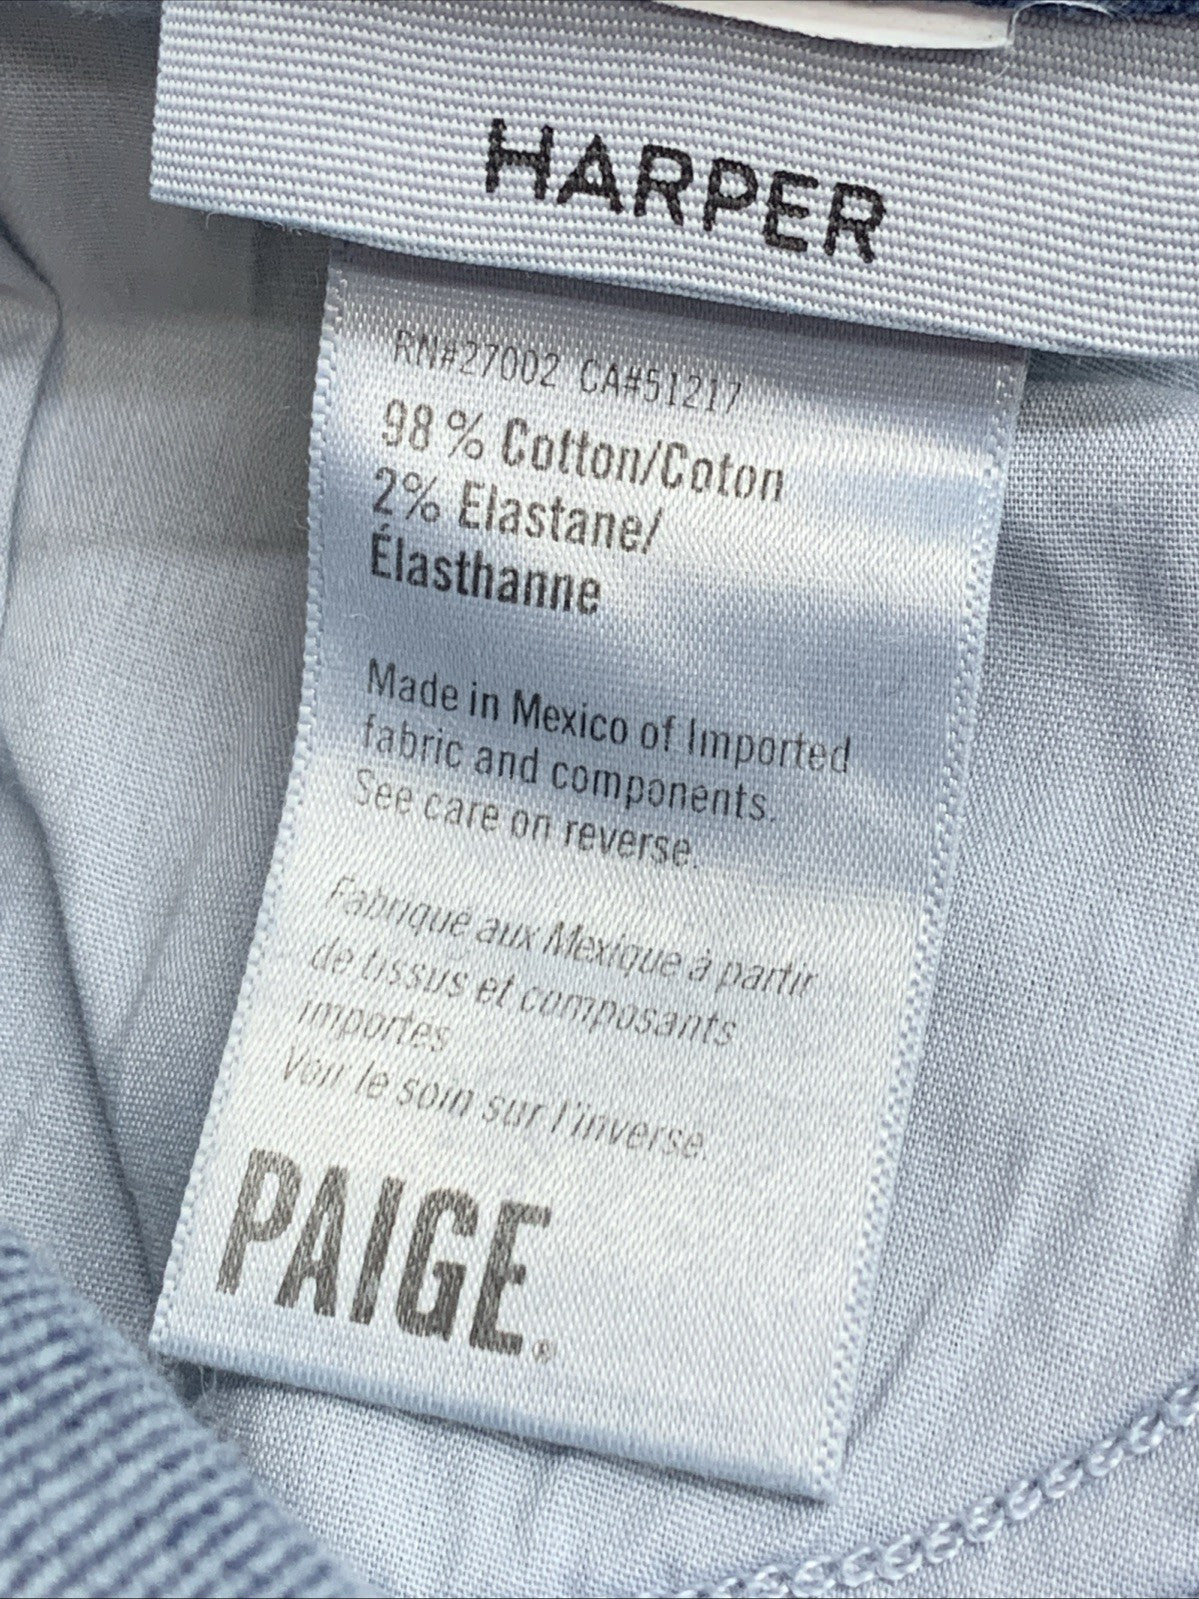 HARPER
RN#27002 CA#51217
98% Cotton/Coton
2% Elastane/
Élasthanne
Made in Mexico of Imported
fabric and components.
See care on reverse.
Fabriqué aux Mexique à partir
de tissus et composants
importes
Voir le soin sur l'inverse.
PAIGE®